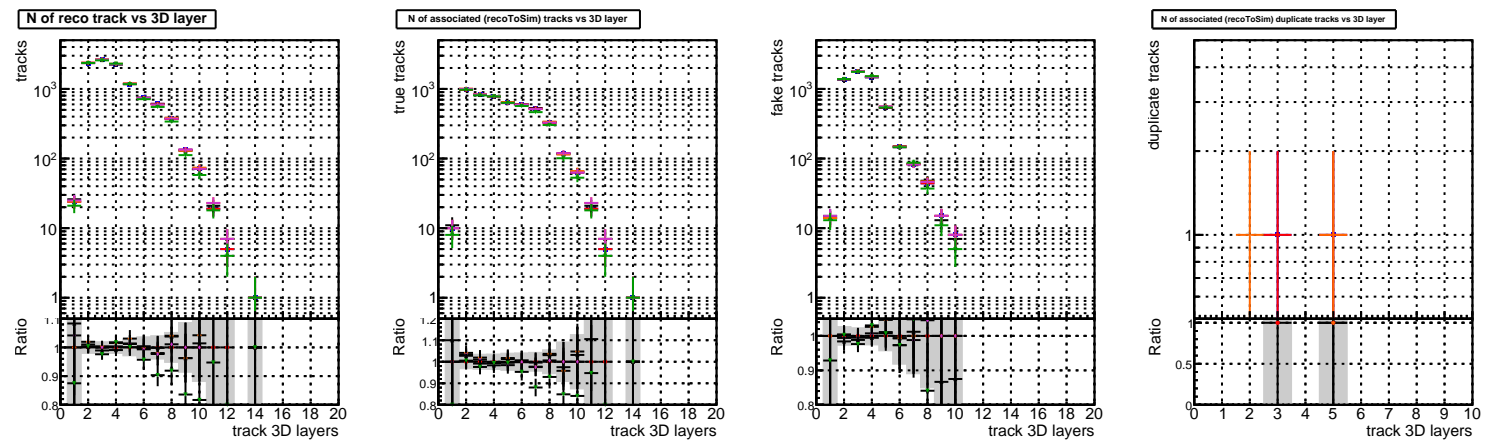 N of reco track vs 3D layer
tracks
10³
10²
10
1
Ratio
1.1
1
0.9
0.8
0 2 4 6 8 10 12 14 16 18 20
track 3D layers
N of associated (recoToSim) tracks vs 3D layer
true tracks
10³
10²
10
1
Ratio
1.2
1.1
1
0.9
0.8
0 2 4 6 8 10 12 14 16 18 20
track 3D layers
fake tracks
10³
10²
10
1
Ratio
1
0.9
0.8
0 2 4 6 8 10 12 14 16 18 20
track 3D layers
N of associated (recoToSim) duplicate tracks vs 3D layer
duplicate tracks
1
Ratio
1
0.5
0
0 1 2 3 4 5 6 7 8 9 10
track 3D layers